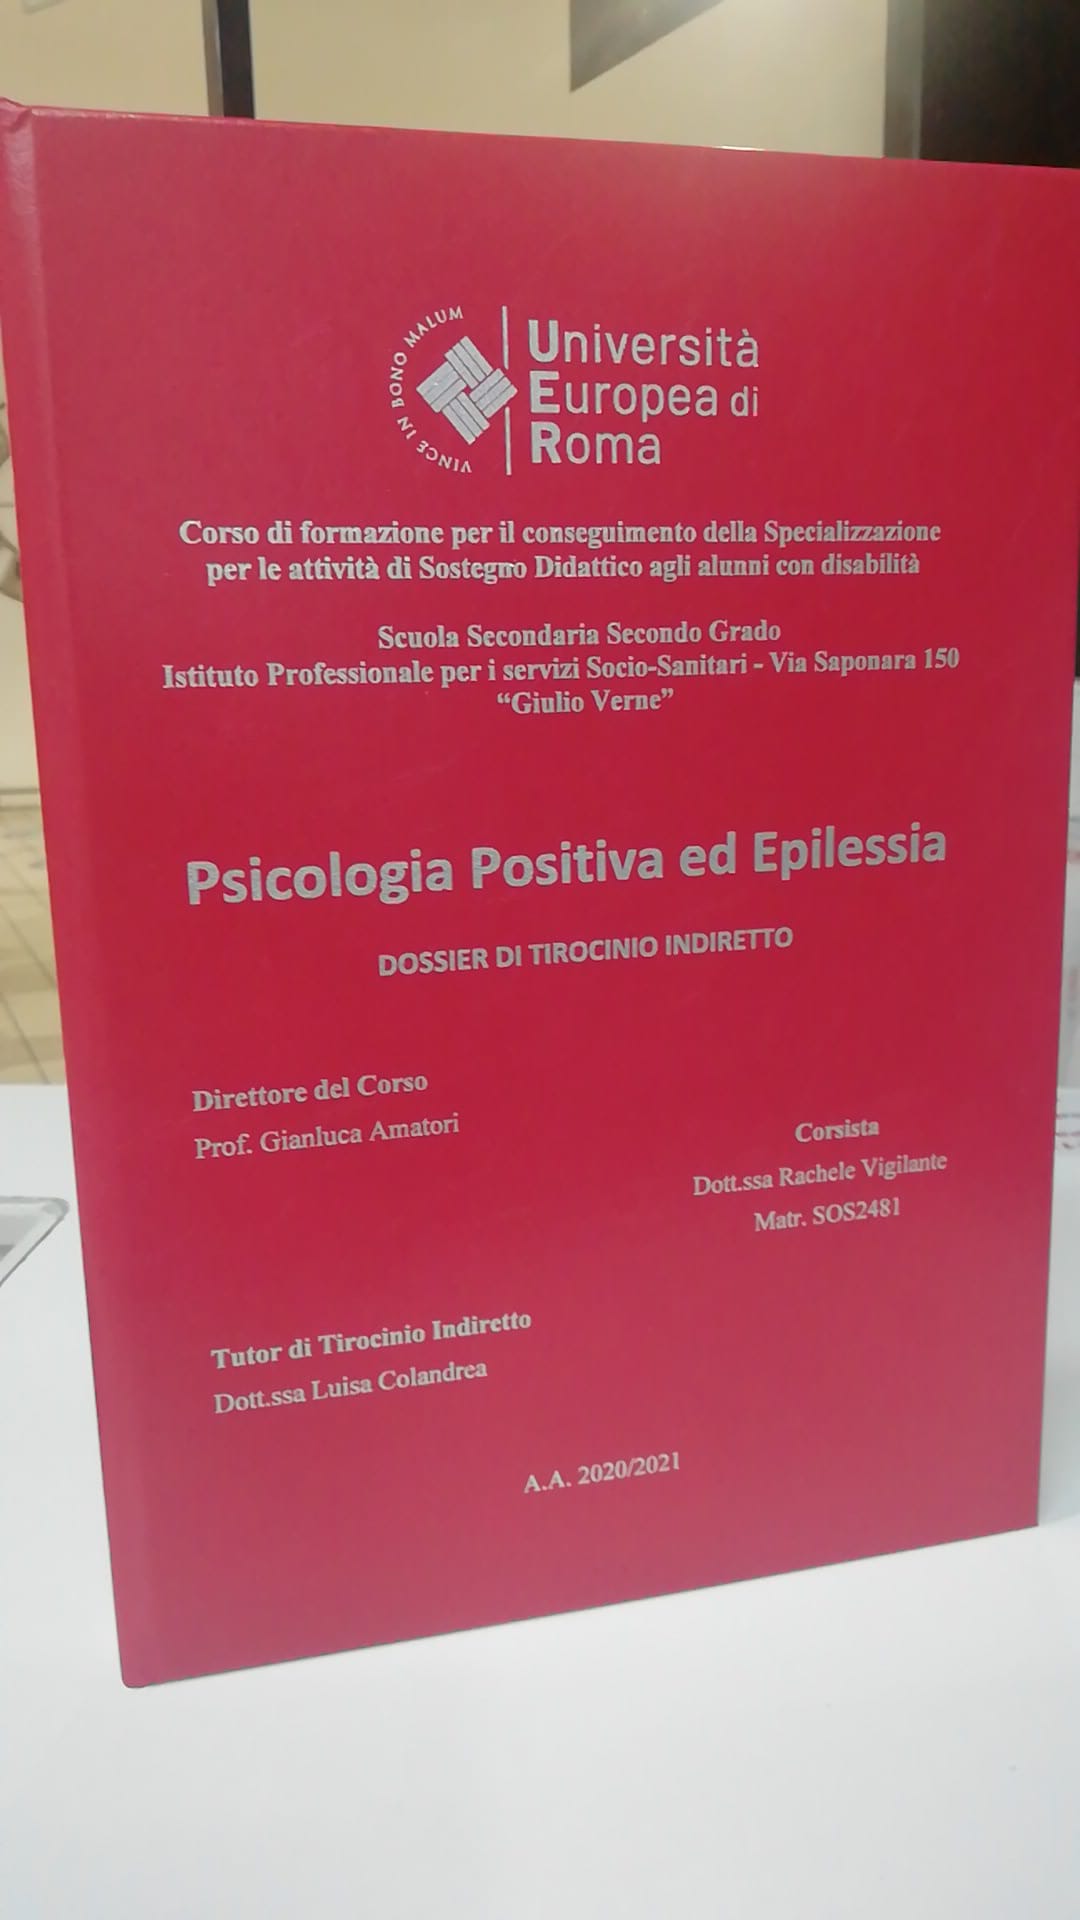 VINCE IN BONO MALUM
Università
Europea di
Roma
Corso di formazione per il conseguimento della Specializzazione
per le attività di Sostegno Didattico agli alunni con disabilità
Scuola Secondaria Secondo Grado
Istituto Professionale per i servizi Socio-Sanitari - Via Saponara 150
“Giulio Verne”
Psicologia Positiva ed Epilessia
DOSSIER DI TIROCINIO INDIRETTO
Direttore del Corso
Prof. Gianluca Amatori
Corsista
Dott.ssa Rachele Vigilante
Matr. SOS2481
Tutor di Tirocinio Indiretto
Dott.ssa Luisa Colandrea
A.A. 2020/2021